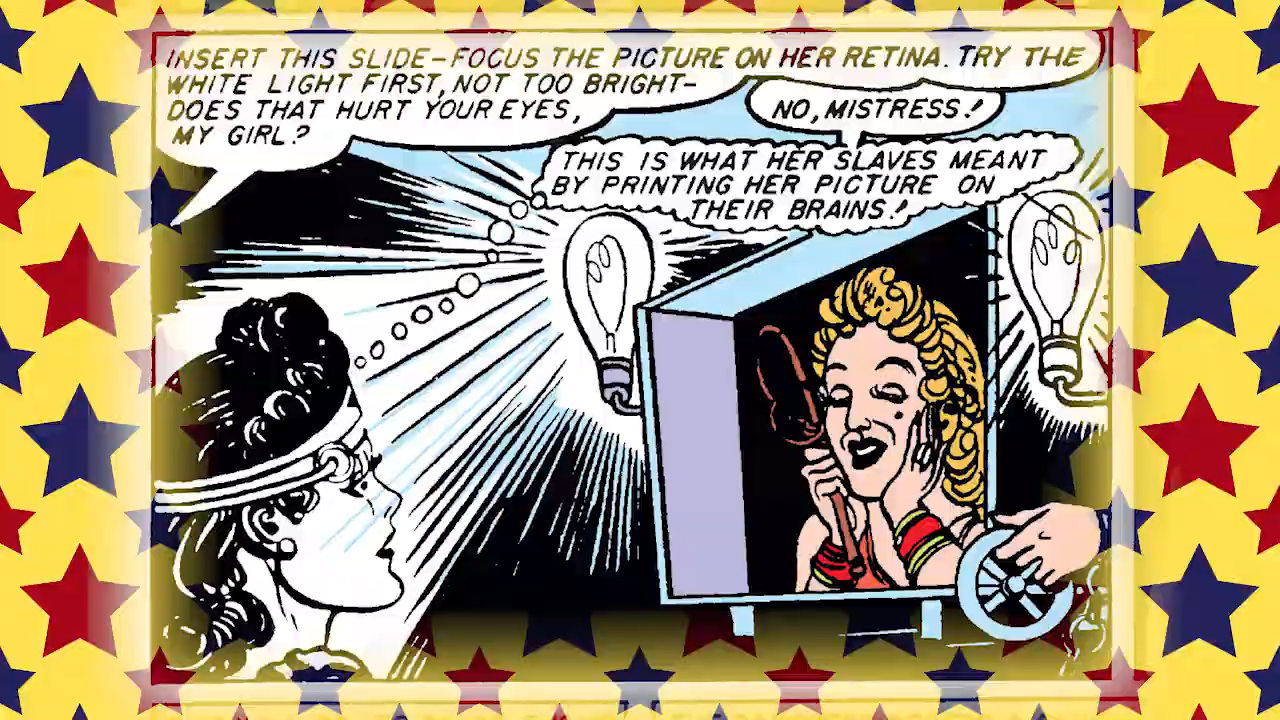 INSERT THIS SLIDE–FOCUS THE PICTURE ON HER RETINA. TRY THE
WHITE LIGHT FIRST, NOT TOO BRIGHT–
DOES THAT HURT YOUR EYES,
MY GIRL?
NO, MISTRESS!
THIS IS WHAT HER SLAVES MEANT
BY PRINTING HER PICTURE ON
THEIR BRAINS!